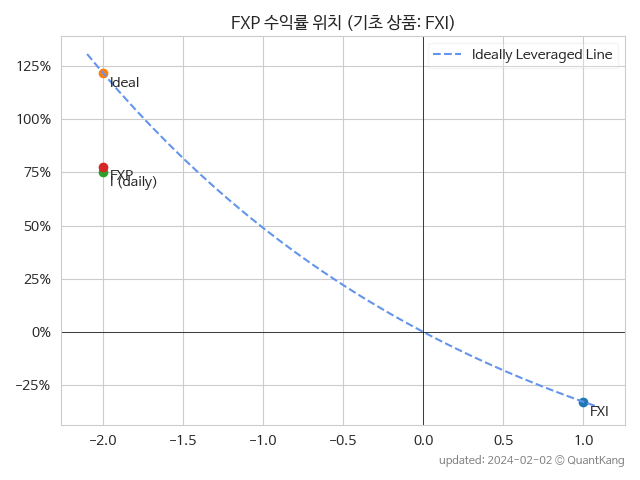 FXP 수익률 위치 (기초 상품: FXI)
Ideally Leveraged Line
125%
100%
75%
50%
25%
0%
−25%
Ideal
FXP
I (daily)
FXI
−2.0
−1.5
−1.0
−0.5
0.0
0.5
1.0
updated: 2024-02-02 © QuantKang